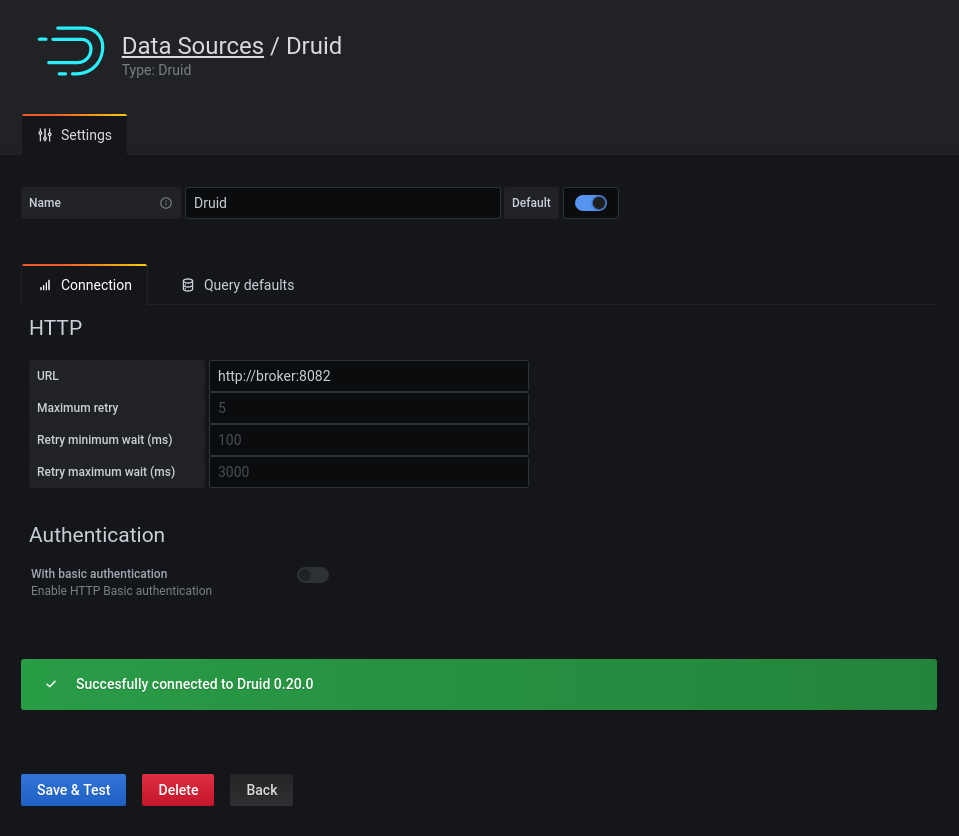 Data Sources / Druid
Type: Druid
Settings
Name Druid Default
Connection Query defaults
HTTP
URL http://broker:8082
Maximum retry 5
Retry minimum wait (ms) 100
Retry maximum wait (ms) 3000
Authentication
With basic authentication
Enable HTTP Basic authentication
Succesfully connected to Druid 0.20.0
Save & Test Delete Back